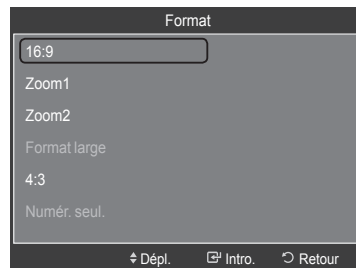 Format
16:9
Zoom1
Zoom2
Format large
4:3
Numér. seul.
Dépl. Intro. Retour